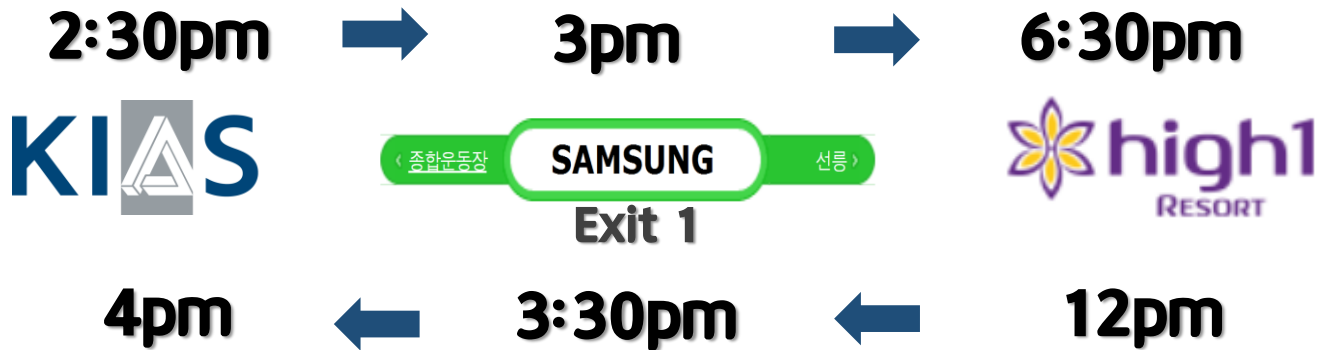 2:30pm 3pm 6:30pm
KIAS
‹ 종합운동장 SAMSUNG 선릉 ›
high1
RESORT
Exit 1
4pm 3:30pm 12pm